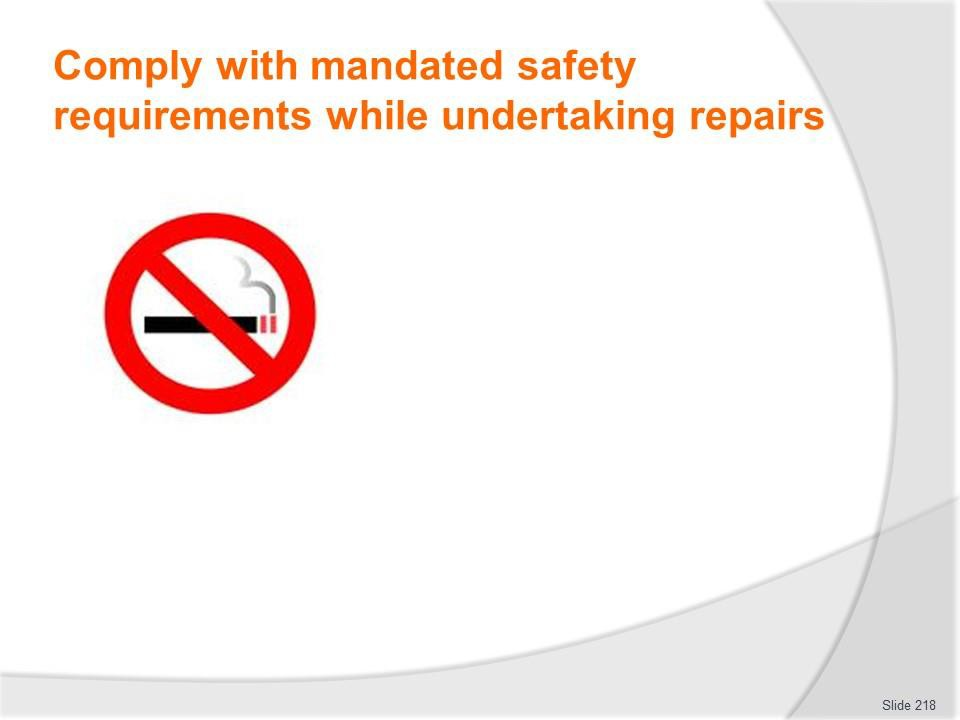 Comply with mandated safety
requirements while undertaking repairs
Slide 218